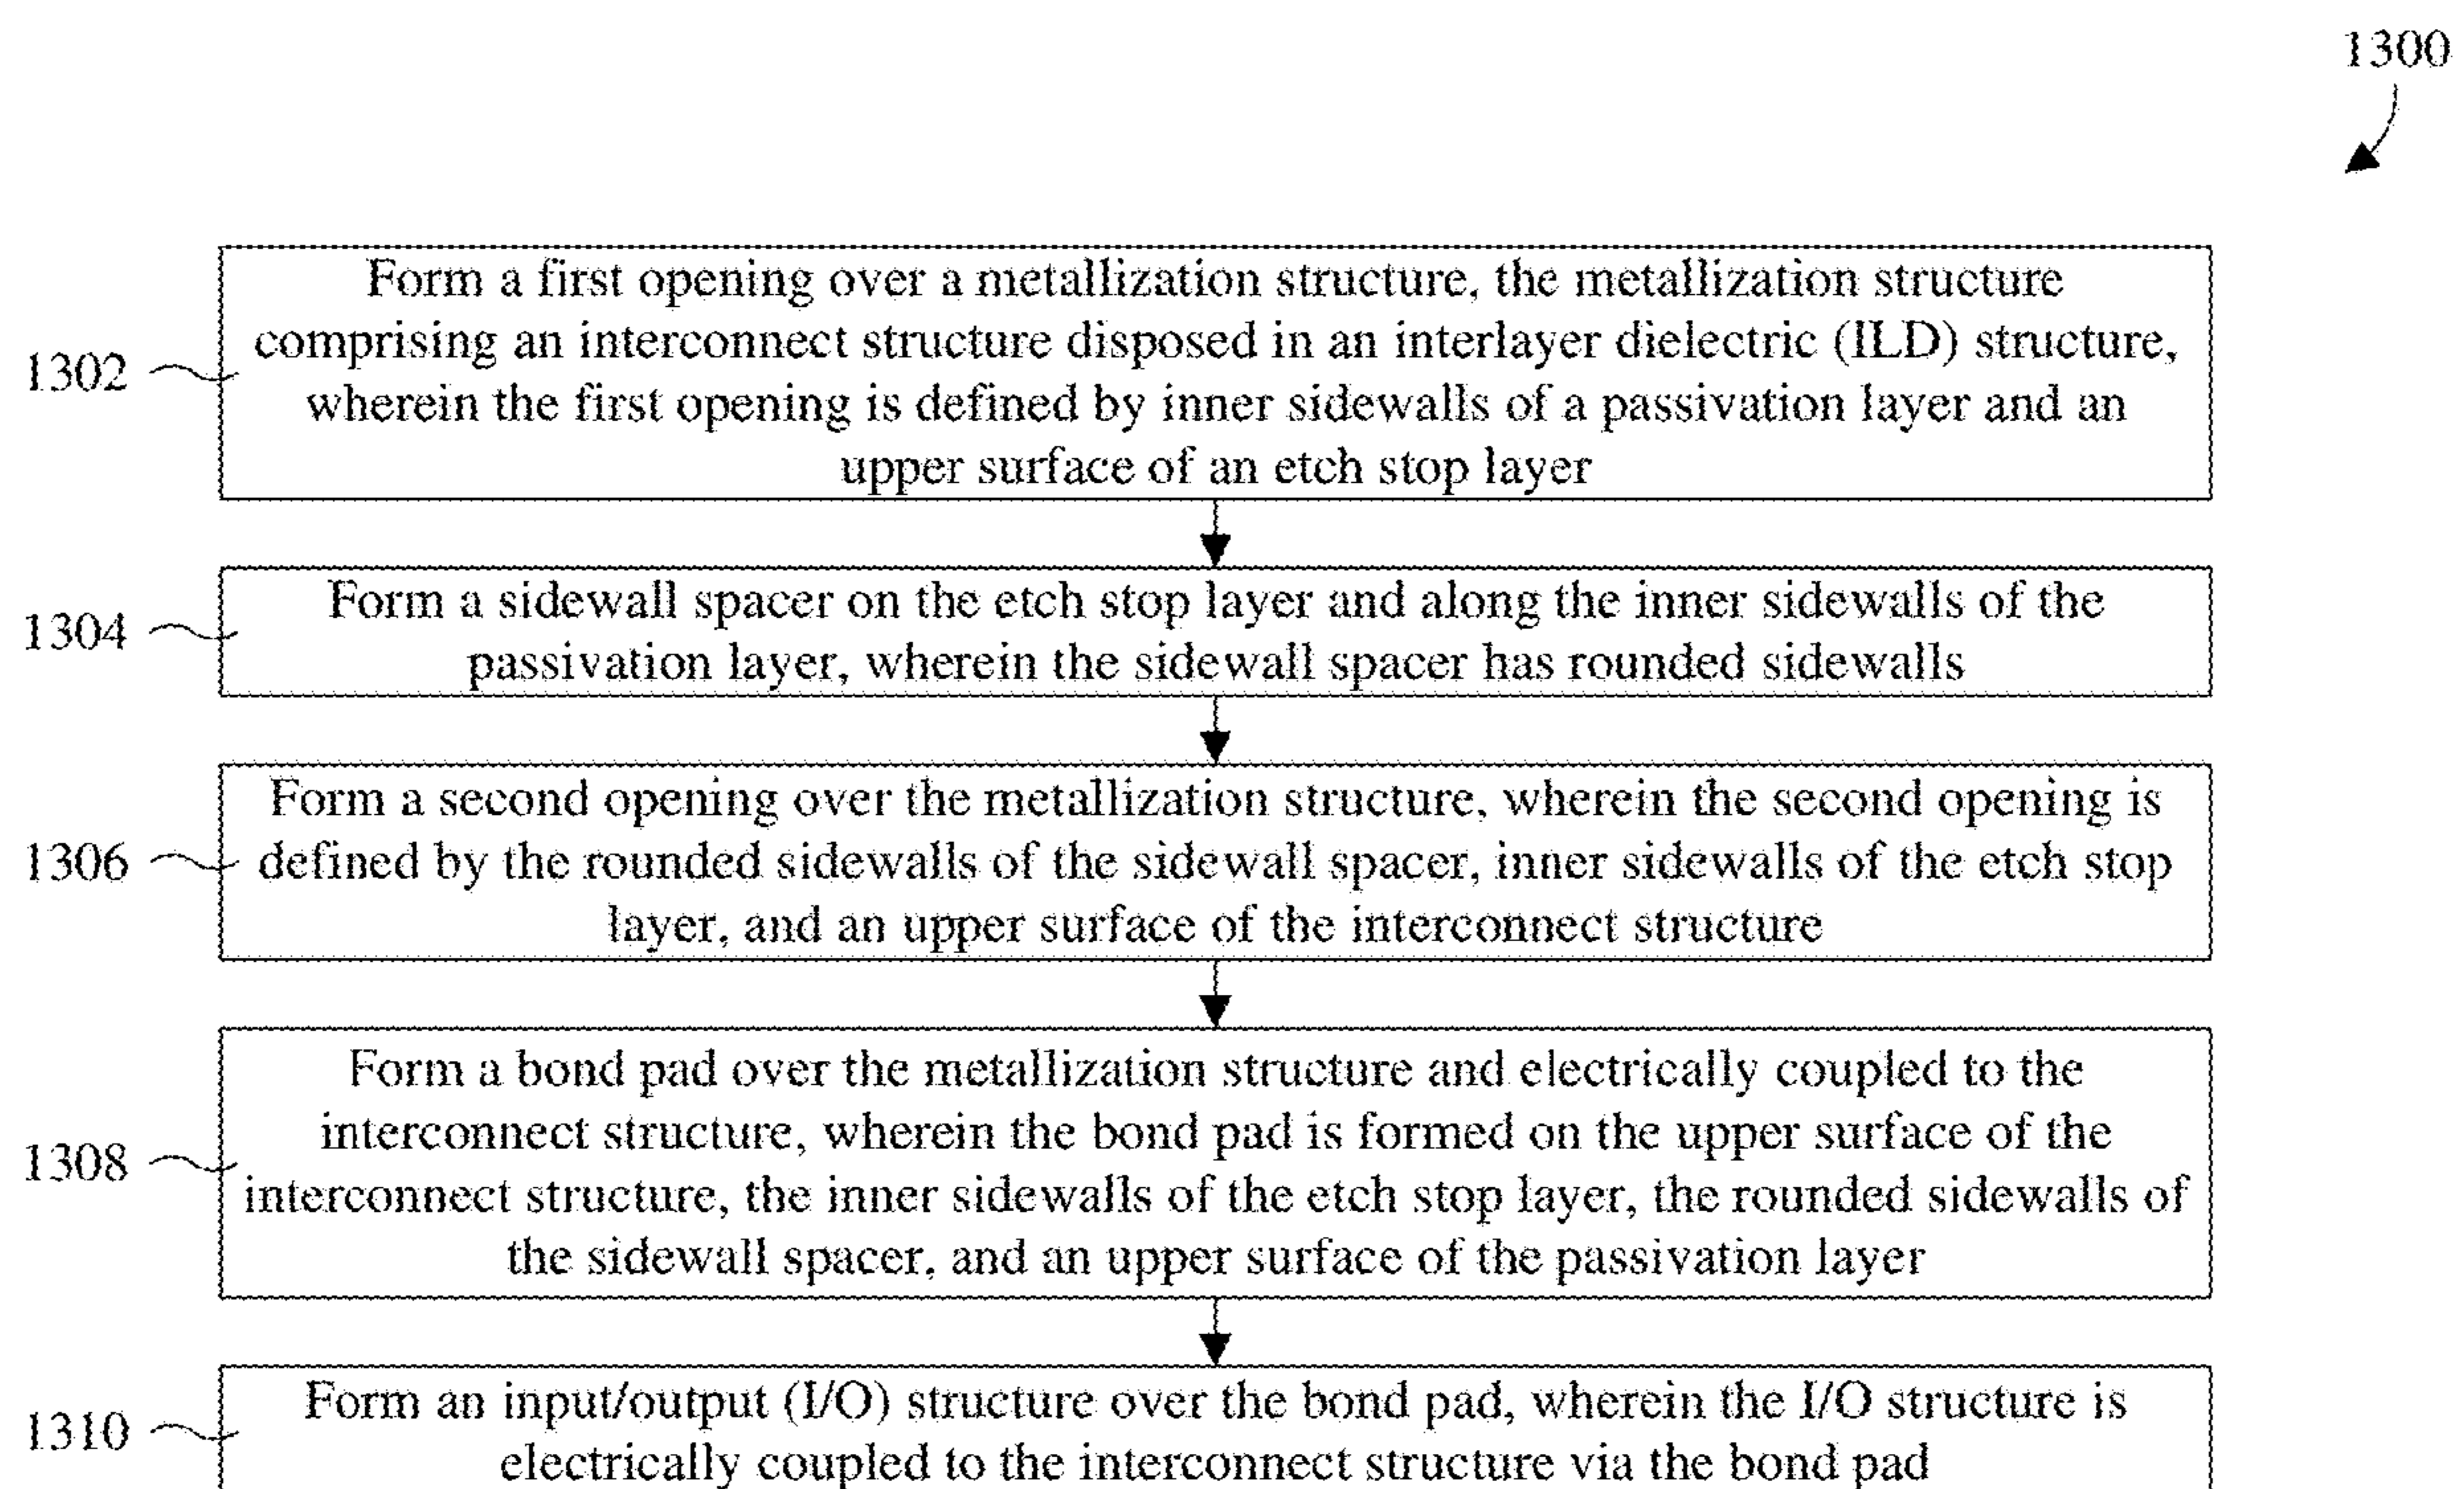 1300
Form a first opening over a metallization structure, the metallization structure
comprising an interconnect structure disposed in an interlayer dielectric (ILD) structure,
1302
wherein the first opening is defined by inner sidewalls of a passivation layer and an
upper surface of an etch stop layer
Form a sidewall spacer on the etch stop layer and along the inner sidewalls of the
1304
passivation layer, wherein the sidewall spacer has rounded sidewalls
Form a second opening over the metallization structure, wherein the second opening is
1306
defined by the rounded sidewalls of the sidewall spacer, inner sidewalls of the etch stop
layer, and an upper surface of the interconnect structure
Form a bond pad over the metallization structure and electrically coupled to the
interconnect structure, wherein the bond pad is formed on the upper surface of the
1308
interconnect structure, the inner sidewalls of the etch stop layer, the rounded sidewalls of
the sidewall spacer, and an upper surface of the passivation layer
Form an input/output (I/O) structure over the bond pad, wherein the I/O structure is
1310
electrically coupled to the interconnect structure via the bond pad